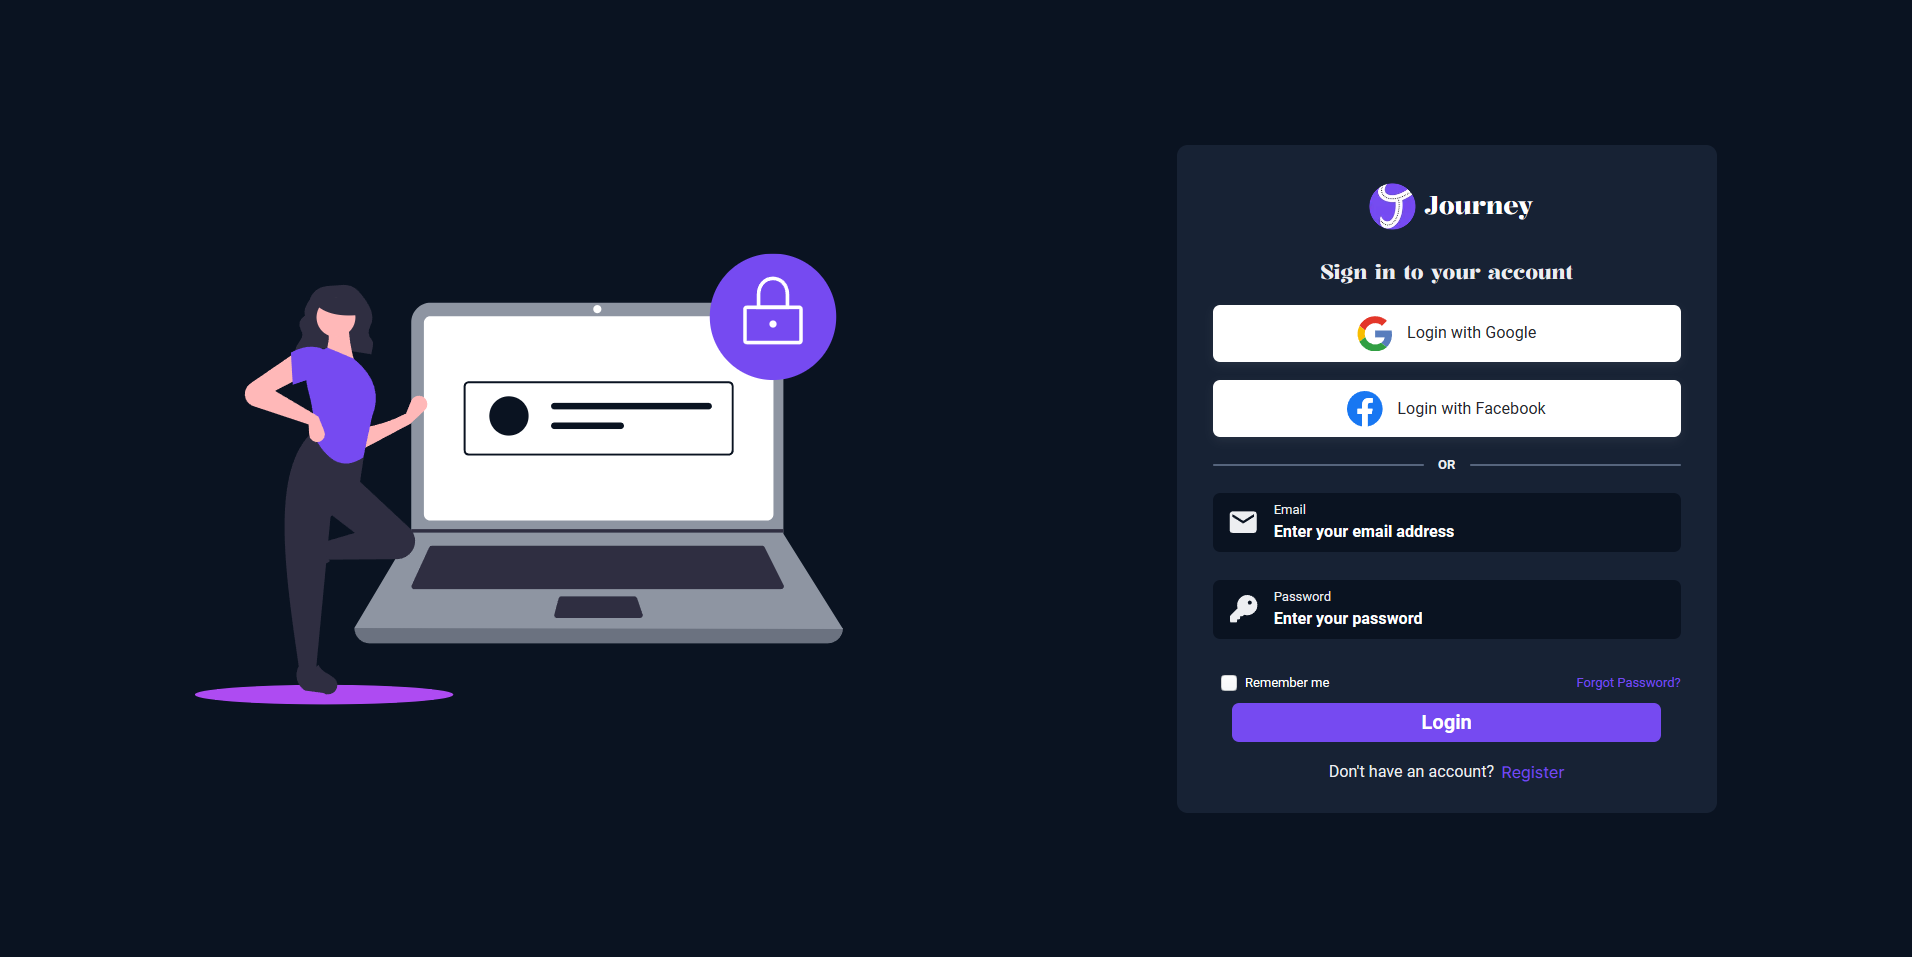 Journey
Sign in to your account
Login with Google
Login with Facebook
OR
Email
Enter your email address
Password
Enter your password
Remember me
Forgot Password?
Login
Don't have an account? Register